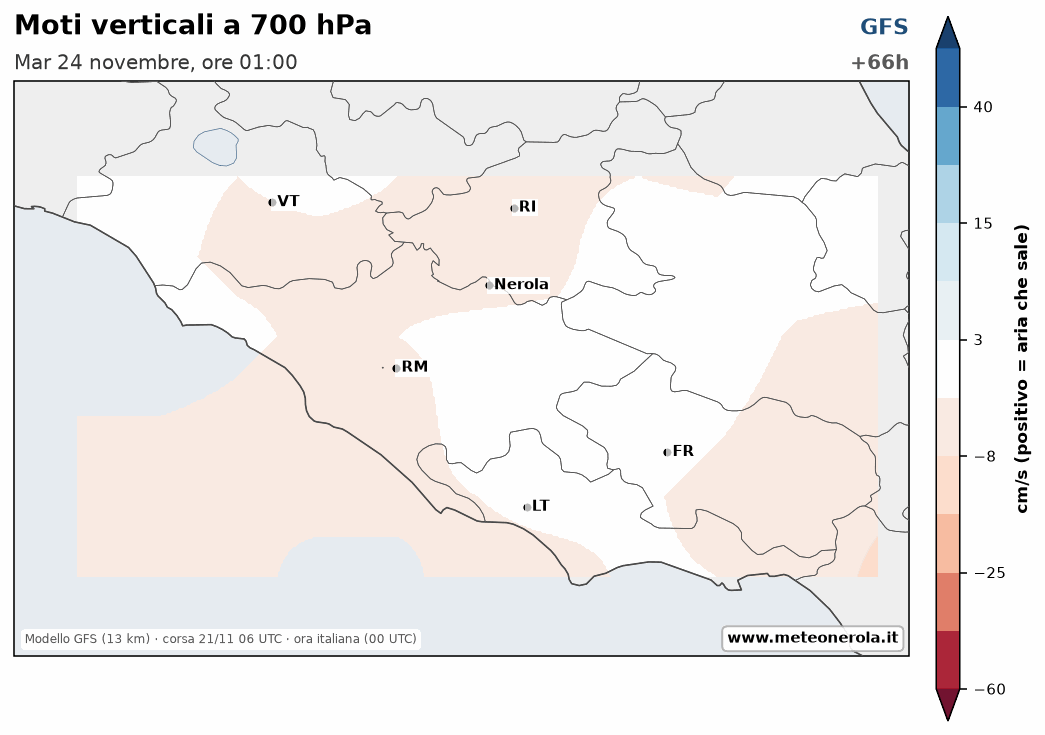 Moti verticali a 700 hPa
GFS
Mar 24 novembre, ore 01:00
+66h
VT
RI
Nerola
RM
FR
LT
40
15
3
−8
−25
−60
cm/s (positivo = aria che sale)
Modello GFS (13 km) · corsa 21/11 06 UTC · ora italiana (00 UTC)
www.meteonerola.it